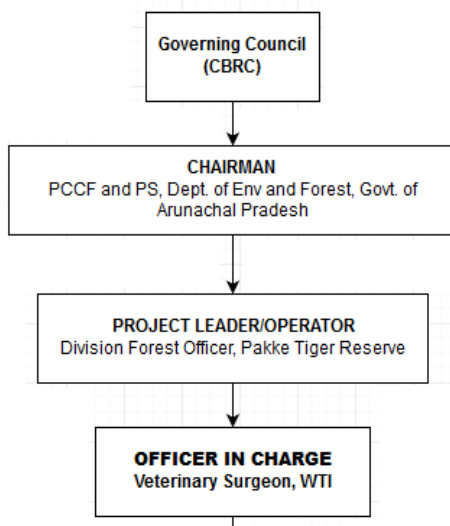 Governing Council
(CBRC)
CHAIRMAN
PCCF and PS, Dept. of Env and Forest, Govt. of
Arunachal Pradesh
PROJECT LEADER/OPERATOR
Division Forest Officer, Pakke Tiger Reserve
OFFICER IN CHARGE
Veterinary Surgeon, WTI